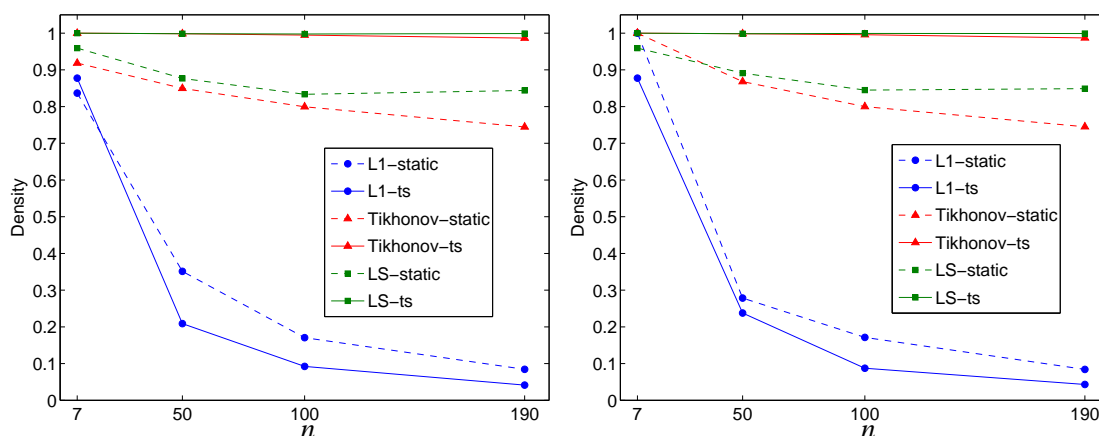 1
0.9
0.8
0.7
0.6
0.5
0.4
0.3
0.2
0.1
0
Density
L1−static
L1−ts
Tikhonov−static
Tikhonov−ts
LS−static
LS−ts
7
50
100
190
n
1
0.9
0.8
0.7
0.6
0.5
0.4
0.3
0.2
0.1
0
Density
L1−static
L1−ts
Tikhonov−static
Tikhonov−ts
LS−static
LS−ts
7
50
100
190
n